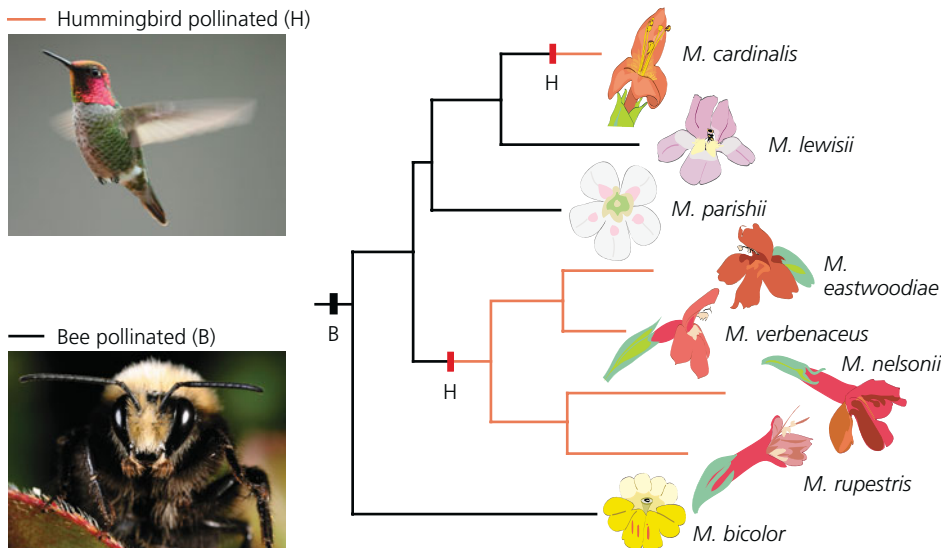 Hummingbird pollinated (H)
H
M. cardinalis
M. lewisii
M. parishii
M.
eastwoodiae
B
M. verbenaceus
Bee pollinated (B)
M. nelsonii
H
M. rupestris
M. bicolor